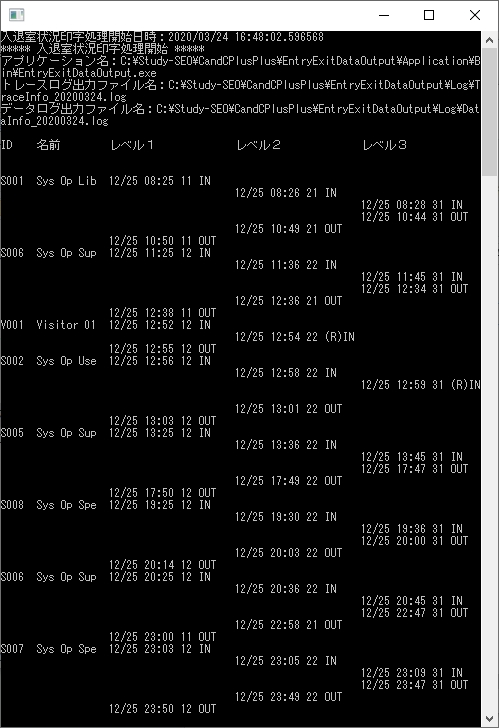 入退室状況印字処理開始日時：2020/03/24 16:48:02.596568
***** 入退室状況印字処理開始 *****
アプリケーション名：C:¥Study-SEO¥CandCPlusPlus¥EntryExitDataOutput¥Application¥B
in¥EntryExitDataOutput.exe
トレースログ出力ファイル名：C:¥Study-SEO¥CandCPlusPlus¥EntryExitDataOutput¥Log¥T
raceInfo_20200324.log
データログ出力ファイル名：C:¥Study-SEO¥CandCPlusPlus¥EntryExitDataOutput¥Log¥Dat
aInfo_20200324.log
ID 名前 レベル１ レベル２ レベル３
S001 Sys Op Lib 12/25 08:25 11 IN
12/25 08:26 21 IN
12/25 08:28 31 IN
12/25 10:44 31 OUT
12/25 10:49 21 OUT
12/25 10:50 11 OUT
S006 Sys Op Sup 12/25 11:25 12 IN
12/25 11:36 22 IN
12/25 11:45 31 IN
12/25 12:34 31 OUT
12/25 12:36 21 OUT
12/25 12:38 11 OUT
V001 Visitor 01 12/25 12:52 12 IN
12/25 12:54 22 (R)IN
12/25 12:55 12 OUT
S002 Sys Op Use 12/25 12:56 12 IN
12/25 12:58 22 IN
12/25 12:59 31 (R)IN
12/25 13:01 22 OUT
12/25 13:03 12 OUT
S005 Sys Op Sup 12/25 13:25 12 IN
12/25 13:36 22 IN
12/25 13:45 31 IN
12/25 17:47 31 OUT
12/25 17:49 22 OUT
12/25 17:50 12 OUT
S008 Sys Op Spe 12/25 19:25 12 IN
12/25 19:30 22 IN
12/25 19:36 31 IN
12/25 20:00 31 OUT
12/25 20:03 22 OUT
12/25 20:14 12 OUT
S006 Sys Op Sup 12/25 20:25 12 IN
12/25 20:36 22 IN
12/25 20:45 31 IN
12/25 22:47 31 OUT
12/25 22:58 21 OUT
12/25 23:00 11 OUT
S007 Sys Op Spe 12/25 23:03 12 IN
12/25 23:05 22 IN
12/25 23:09 31 IN
12/25 23:47 31 OUT
12/25 23:49 22 OUT
12/25 23:50 12 OUT